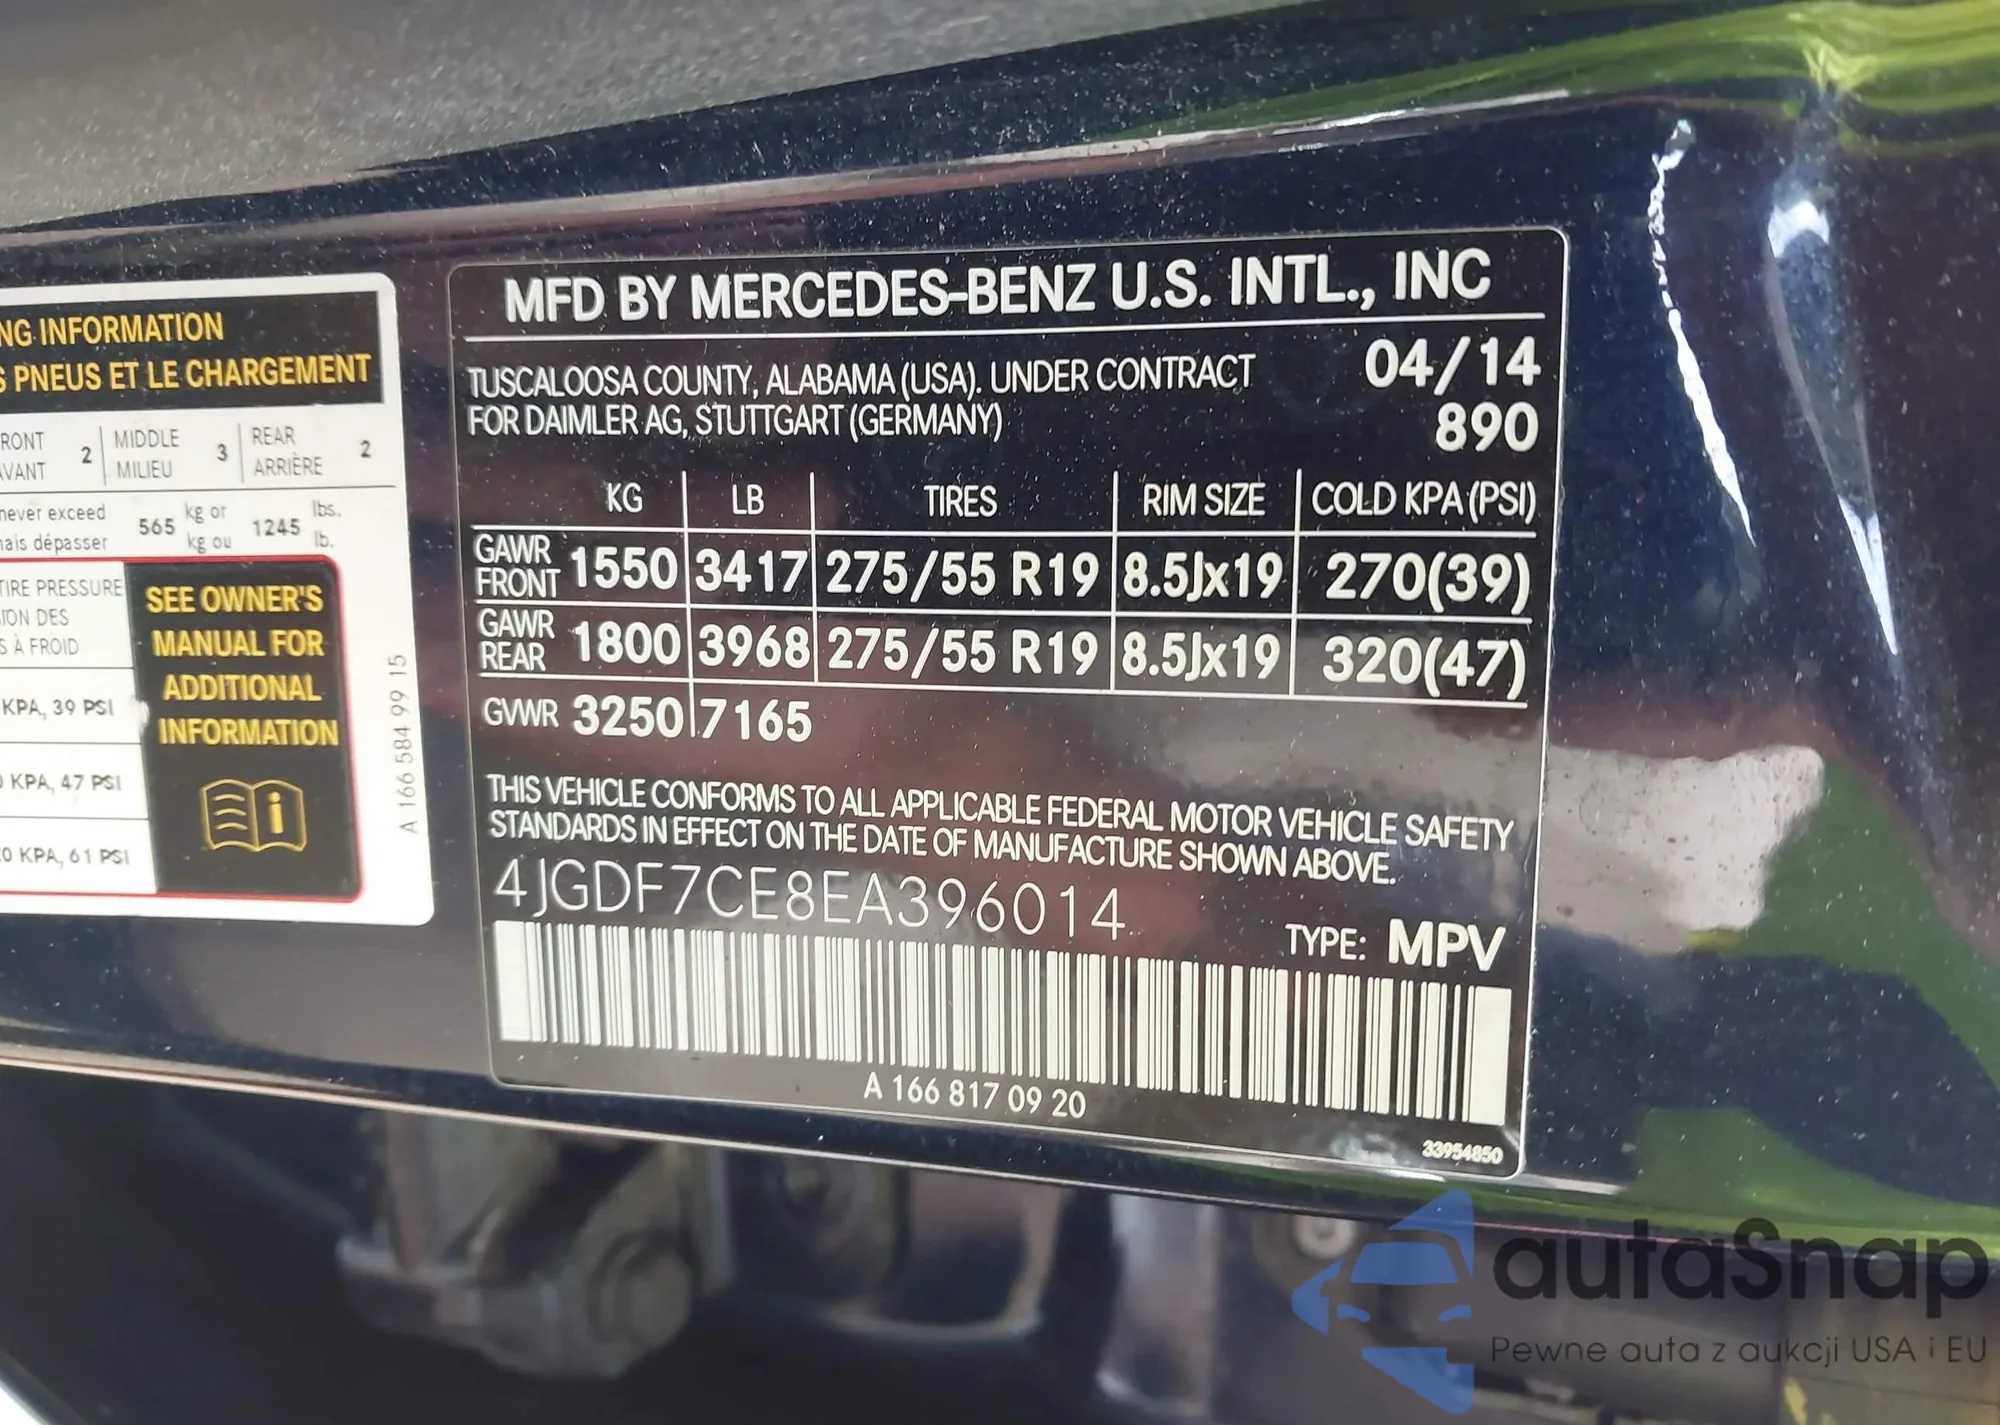 NG INFORMATION
S PNEUS ET LE CHARGEMENT
RONT 2 MIDDLE 3 REAR 2
AVANT MILIEU ARRIÈRE
never exceed 565 kg or 1245 lbs.
mais dépasser kg ou lb.
TIRE PRESSURE
SION DES
S À FROID
KPA, 39 PSI
0 KPA, 47 PSI
20 KPA, 61 PSI
SEE OWNER'S
MANUAL FOR
ADDITIONAL
INFORMATION
A 166 584 99 15
MFD BY MERCEDES-BENZ U.S. INTL., INC
TUSCALOOSA COUNTY, ALABAMA (USA). UNDER CONTRACT 04/14
FOR DAIMLER AG, STUTTGART (GERMANY) 890
KG LB TIRES RIM SIZE COLD KPA (PSI)
GAWR FRONT 1550 3417 275/55 R19 8.5Jx19 270(39)
GAWR REAR 1800 3968 275/55 R19 8.5Jx19 320(47)
GVWR 3250 7165
THIS VEHICLE CONFORMS TO ALL APPLICABLE FEDERAL MOTOR VEHICLE SAFETY
STANDARDS IN EFFECT ON THE DATE OF MANUFACTURE SHOWN ABOVE.
4JGDF7CE8EA396014
TYPE: MPV
A 166 817 09 20
33954850
autaSnap
Pewne auta z aukcji USA i EU